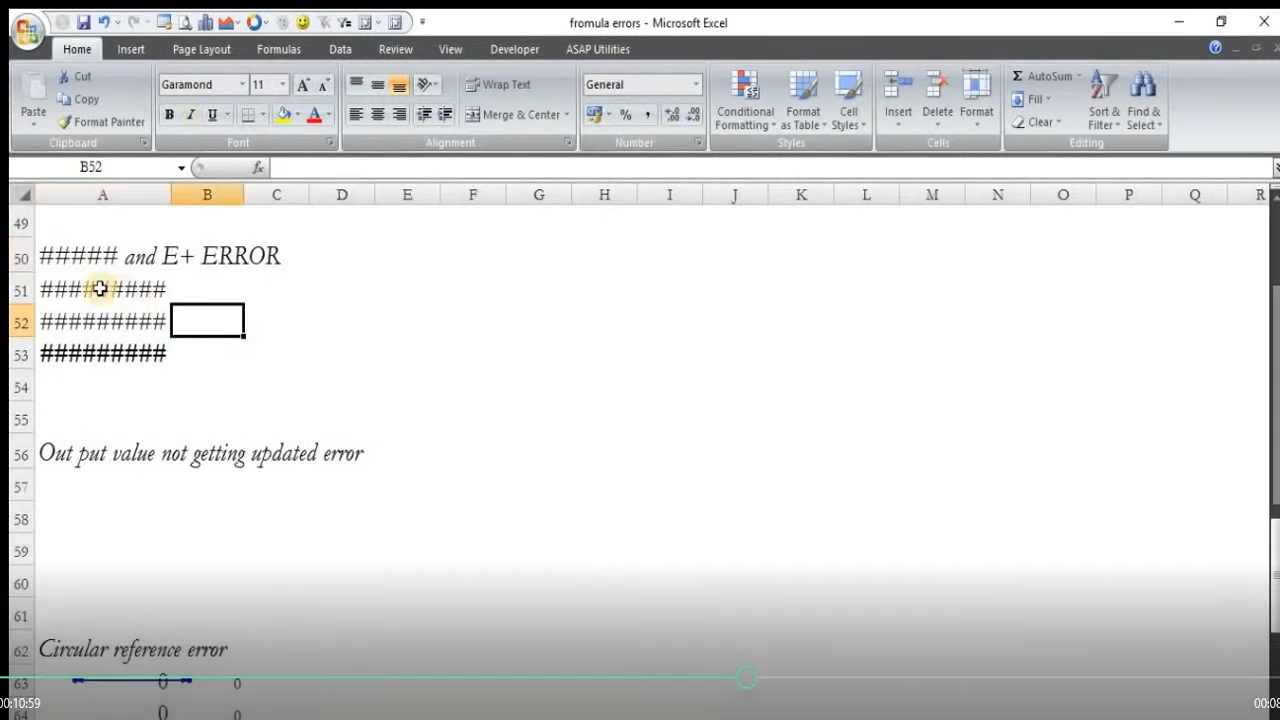 fromula errors - Microsoft Excel
Home Insert Page Layout Formulas Data Review View Developer ASAP Utilities
Paste
Cut
Copy
Format Painter
Clipboard
Garamond 11
B I U
Font
Wrap Text
Merge & Center
Alignment
General
% ,
Number
Conditional Formatting
Format as Table
Cell Styles
Styles
Insert Delete Format
Cells
Σ AutoSum
Fill
Clear
Sort & Filter
Find & Select
Editing
B52 fx
A B C D E F G H I J K L M N O P Q R
49
50 ##### and E+ ERROR
51 #########
52 #########
53 #########
54
55
56 Out put value not getting updated error
57
58
59
60
61
62 Circular reference error
63 0 0
64 0 0
00:10:59 00:08